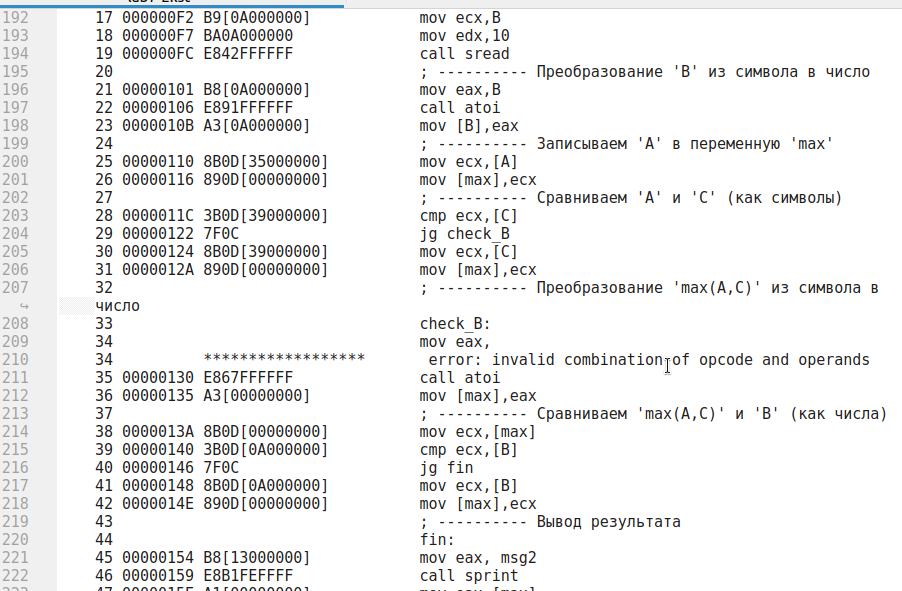 192 17 000000F2 B9[0A000000] mov ecx,B
193 18 000000F7 BA0A000000 mov edx,10
194 19 000000FC E842FFFFFF call sread
195 20 ; ---------- Преобразование 'B' из символа в число
196 21 00000101 B8[0A000000] mov eax,B
197 22 00000106 E891FFFFFF call atoi
198 23 0000010B A3[0A000000] mov [B],eax
199 24 ; ---------- Записываем 'A' в переменную 'max'
200 25 00000110 8B0D[35000000] mov ecx,[A]
201 26 00000116 890D[00000000] mov [max],ecx
202 27 ; ---------- Сравниваем 'A' и 'C' (как символы)
203 28 0000011C 3B0D[39000000] cmp ecx,[C]
204 29 00000122 7F0C jg check_B
205 30 00000124 8B0D[39000000] mov ecx,[C]
206 31 0000012A 890D[00000000] mov [max],ecx
207 32 ; ---------- Преобразование 'max(A,C)' из символа в
↪ число
208 33 check_B:
209 34 mov eax,
210 34 ****************** error: invalid combination of opcode and operands
211 35 00000130 E867FFFFFF call atoi
212 36 00000135 A3[00000000] mov [max],eax
213 37 ; ---------- Сравниваем 'max(A,C)' и 'B' (как числа)
214 38 0000013A 8B0D[00000000] mov ecx,[max]
215 39 00000140 3B0D[0A000000] cmp ecx,[B]
216 40 00000146 7F0C jg fin
217 41 00000148 8B0D[0A000000] mov ecx,[B]
218 42 0000014E 890D[00000000] mov [max],ecx
219 43 ; ---------- Вывод результата
220 44 fin:
221 45 00000154 B8[13000000] mov eax, msg2
222 46 00000159 E8B1FEFFFF call sprint